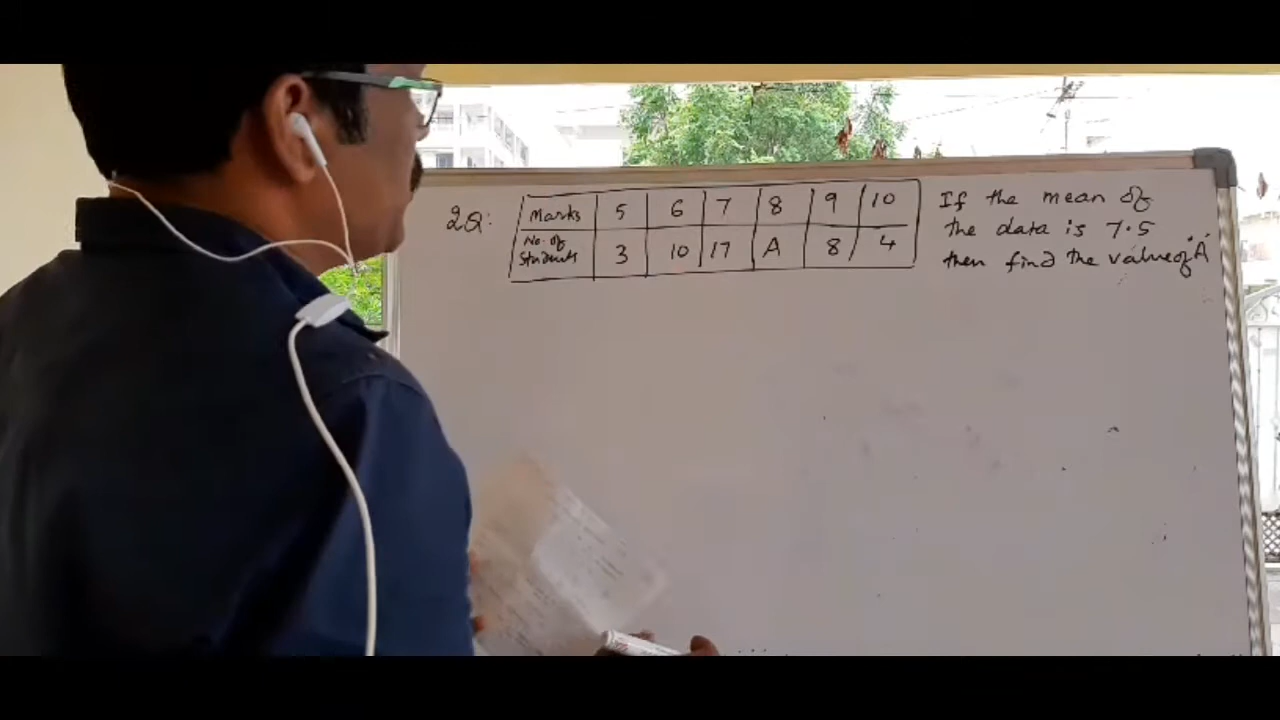 2Q: Marks 5 6 7 8 9 10
No. of Students 3 10 17 A 8 4
If the mean of
the data is 7.5
then find the value of 'A'